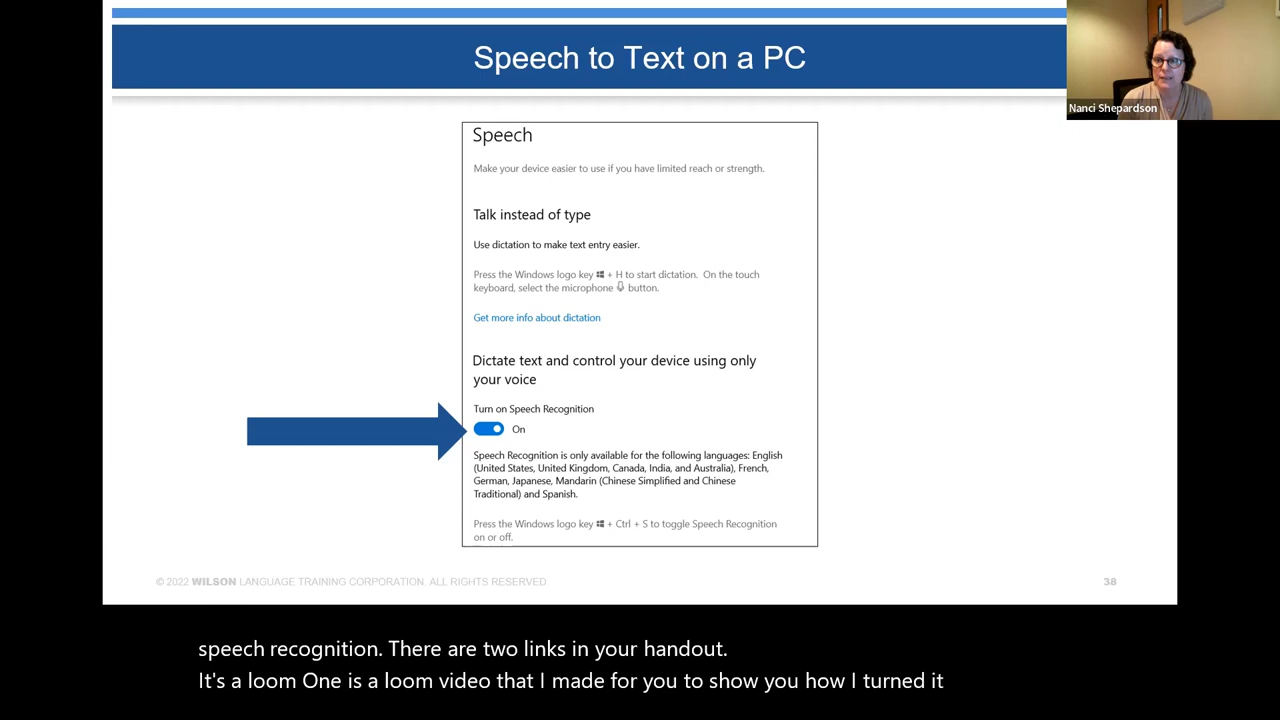 Speech to Text on a PC
Nanci Shepardson
Speech
Make your device easier to use if you have limited reach or strength.
Talk instead of type
Use dictation to make text entry easier.
Press the Windows logo key + H to start dictation. On the touch
keyboard, select the microphone button.
Get more info about dictation
Dictate text and control your device using only
your voice
Turn on Speech Recognition
On
Speech Recognition is only available for the following languages: English
(United States, United Kingdom, Canada, India, and Australia), French,
German, Japanese, Mandarin (Chinese Simplified and Chinese
Traditional) and Spanish.
Press the Windows logo key + Ctrl + S to toggle Speech Recognition
on or off.
© 2022 WILSON LANGUAGE TRAINING CORPORATION. ALL RIGHTS RESERVED
38
speech recognition. There are two links in your handout.
It's a loom One is a loom video that I made for you to show you how I turned it